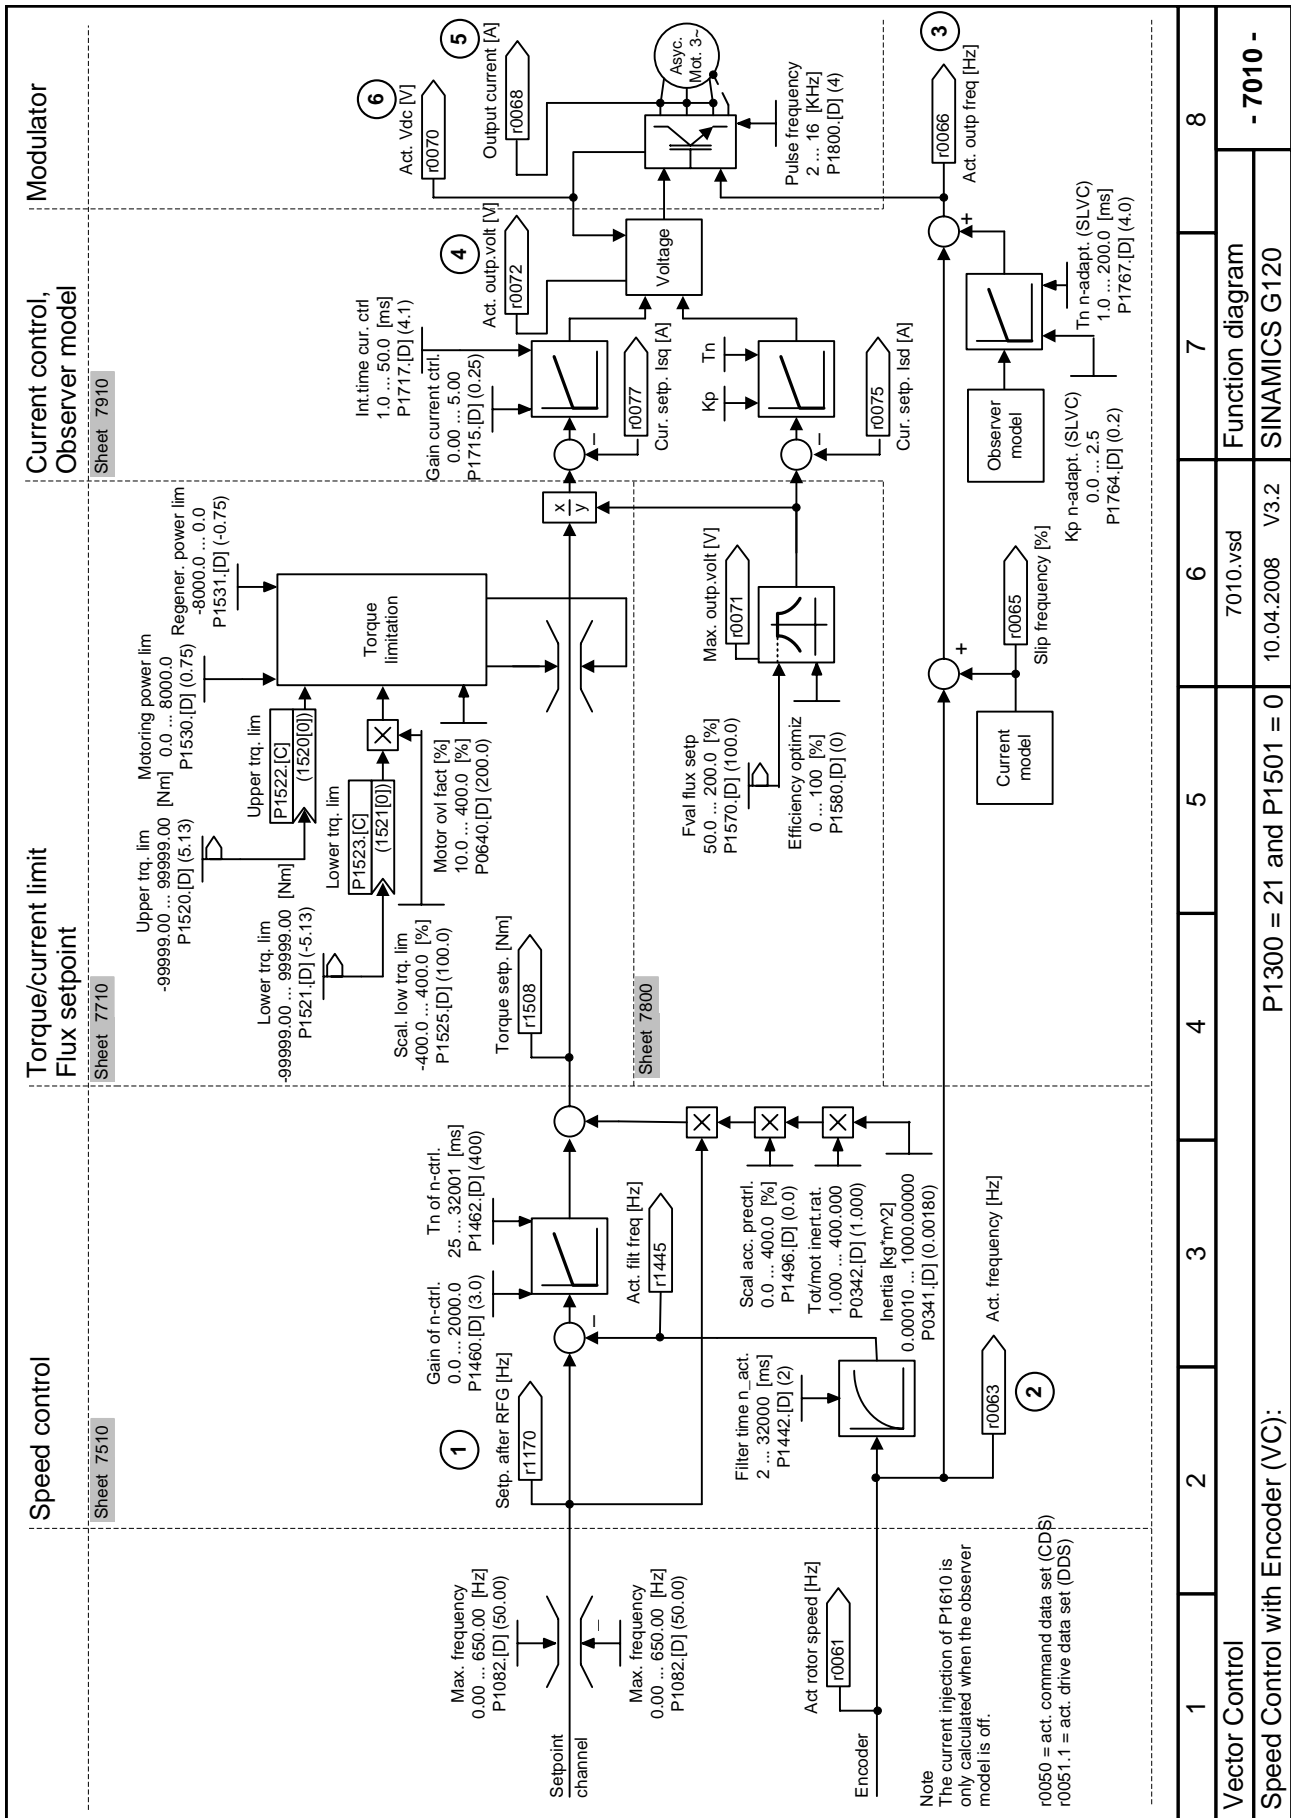 Speed control
Sheet 7510
Torque/current limit
Flux setpoint
Sheet 7710
Current control,
Observer model
Sheet 7910
Modulator
Setpoint
channel
Max. frequency
0.00 ... 650.00 [Hz]
P1082.[D] (50.00)
Max. frequency
0.00 ... 650.00 [Hz]
P1082.[D] (50.00)
–
1
Setp. after RFG [Hz]
r1170
Gain of n-ctrl.
0.0 ... 2000.0
P1460.[D] (3.0)
Tn of n-ctrl.
25 ... 32001 [ms]
P1462.[D] (400)
–
Act. filt freq [Hz]
r1445
Filter time n_act.
2 ... 32000 [ms]
P1442.[D] (2)
Scal acc. prectrl.
0.0 ... 400.0 [%]
P1496.[D] (0.0)
Tot/mot inert.rat.
1.000 ... 400.000
P0342.[D] (1.000)
Inertia [kg*m^2]
0.00010 ... 1000.00000
P0341.[D] (0.00180)
Act. frequency [Hz]
r0063
2
Act rotor speed [Hz]
r0061
Encoder
Torque setp. [Nm]
r1508
Upper trq. lim
-99999.00 ... 99999.00 [Nm]
P1520.[D] (5.13)
Lower trq. lim
-99999.00 ... 99999.00 [Nm]
P1521.[D] (-5.13)
Scal. low trq. lim
-400.0 ... 400.0 [%]
P1525.[D] (100.0)
Upper trq. lim
P1522.[C]
(1520[0])
Lower trq. lim
P1523.[C]
(1521[0])
Motor ovl fact [%]
10.0 ... 400.0 [%]
P0640.[D] (200.0)
Motoring power lim
0.0 ... 8000.0
P1530.[D] (0.75)
Regener. power lim
-8000.0 ... 0.0
P1531.[D] (-0.75)
Torque
limitation
Sheet 7800
Fval flux setp
50.0 ... 200.0 [%]
P1570.[D] (100.0)
Efficiency optimiz
0 ... 100 [%]
P1580.[D] (0)
Max. outp.volt [V]
r0071
x
y
–
Gain current ctrl.
0.00 ... 5.00
P1715.[D] (0.25)
Int.time cur. ctrl
1.0 ... 50.0 [ms]
P1717.[D] (4.1)
r0077
Cur. setp. Isq [A]
Kp
Tn
–
r0075
Cur. setp. Isd [A]
4
Act. outp.volt [V]
r0072
Voltage
6
Act. Vdc [V]
r0070
5
Output current [A]
r0068
Asyc.
Mot. 3~
Pulse frequency
2 ... 16 [KHz]
P1800.[D] (4)
3
r0066
Act. outp freq [Hz]
Current
model
+
r0065
Slip frequency [%]
Observer
model
+
Kp n-adapt. (SLVC)
0.0 ... 2.5
P1764.[D] (0.2)
Tn n-adapt. (SLVC)
1.0 ... 200.0 [ms]
P1767.[D] (4.0)
Note
The current injection of P1610 is
only calculated when the observer
model is off.
r0050 = act. command data set (CDS)
r0051.1 = act. drive data set (DDS)
1
2
3
4
5
6
7
8
Vector Control
7010.vsd
Function diagram
- 7010 -
Speed Control with Encoder (VC):
P1300 = 21 and P1501 = 0
10.04.2008 V3.2
SINAMICS G120